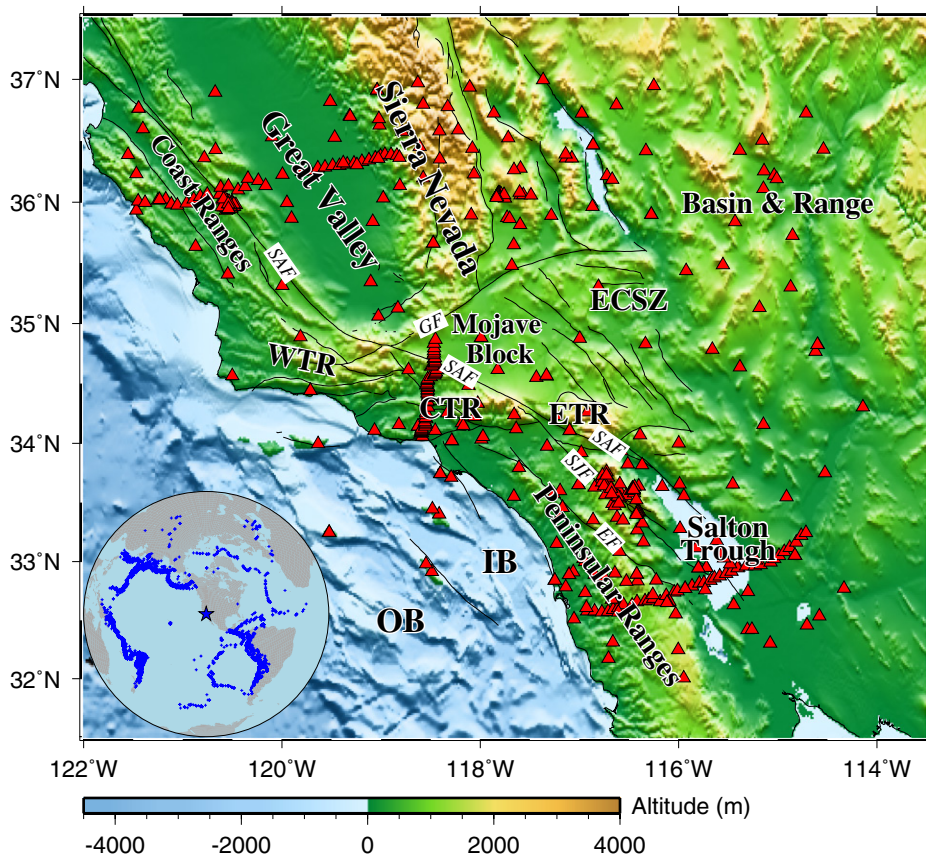 37°N
36°N
35°N
34°N
33°N
32°N
Sierra Nevada
Great Valley
Coast Ranges
Basin & Range
SAF
ECSZ
GF
Mojave
Block
WTR
SAF
CTR
ETR
SAF
SJF
Peninsular Ranges
Salton
Trough
EF
IB
OB
122°W
120°W
118°W
116°W
114°W
Altitude (m)
-4000
-2000
0
2000
4000